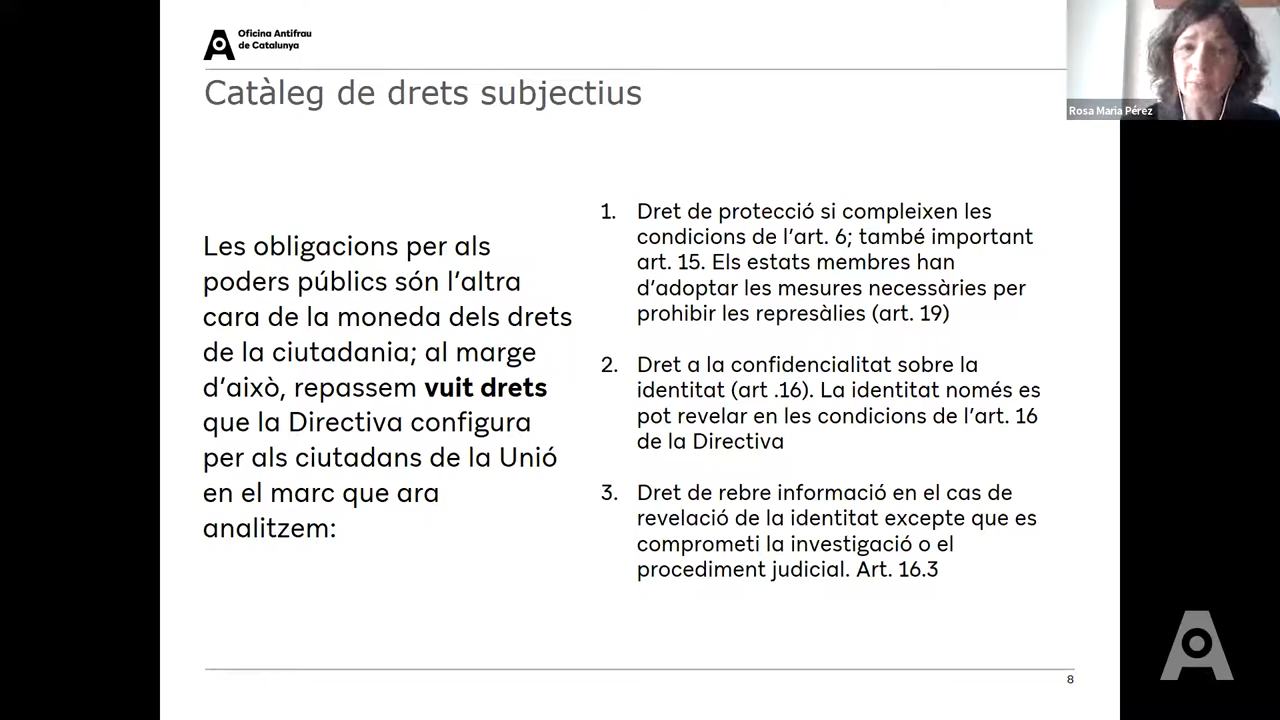 Oficina Antifrau
de Catalunya
Catàleg de drets subjectius
Rosa Maria Pérez
Les obligacions per als
poders públics són l’altra
cara de la moneda dels drets
de la ciutadania; al marge
d’això, repassem vuit drets
que la Directiva configura
per als ciutadans de la Unió
en el marc que ara
analitzem:
1. Dret de protecció si compleixen les
condicions de l’art. 6; també important
art. 15. Els estats membres han
d’adoptar les mesures necessàries per
prohibir les represàlies (art. 19)
2. Dret a la confidencialitat sobre la
identitat (art .16). La identitat només es
pot revelar en les condicions de l’art. 16
de la Directiva
3. Dret de rebre informació en el cas de
revelació de la identitat excepte que es
comprometi la investigació o el
procediment judicial. Art. 16.3
8